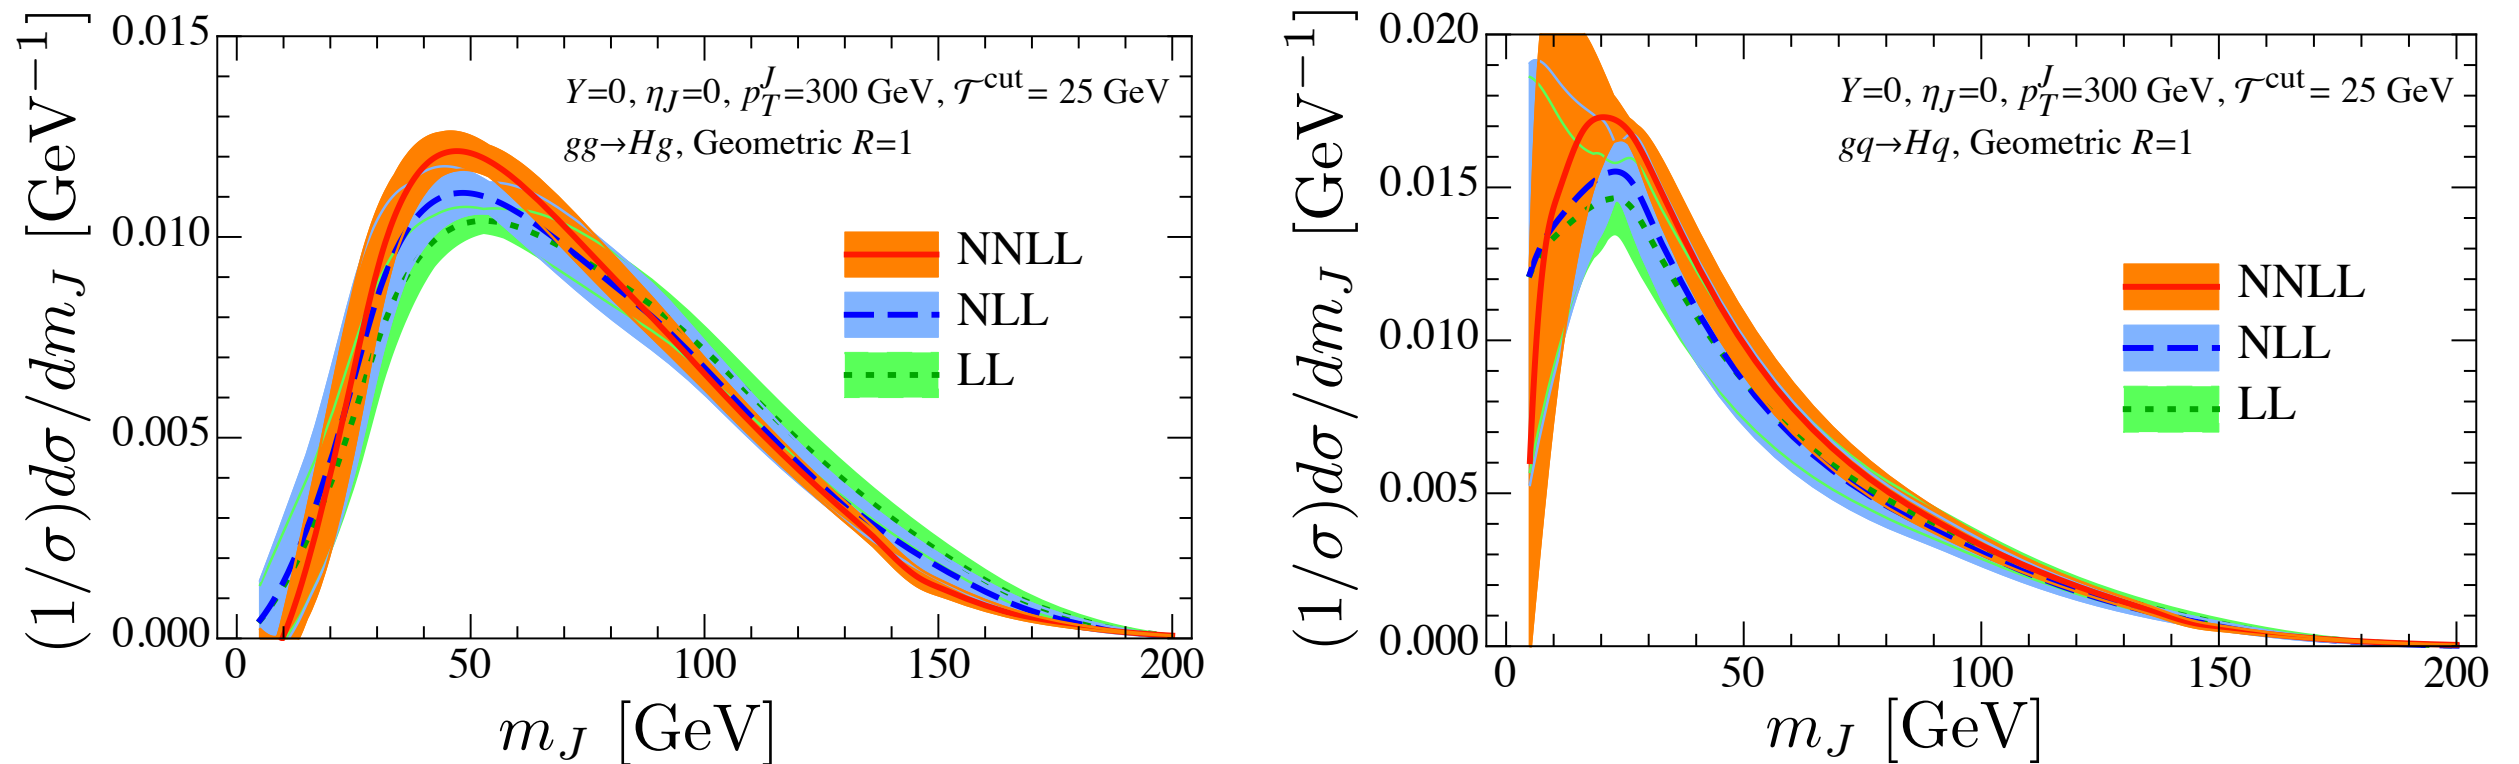 (1/σ)dσ/dm_J [GeV⁻¹]
0.015
0.010
0.005
0.000
Y=0, η_J=0, p_T^J=300 GeV, 𝒯^cut= 25 GeV
gg→Hg, Geometric R=1
NNLL
NLL
LL
0 50 100 150 200
m_J [GeV]
(1/σ)dσ/dm_J [GeV⁻¹]
0.020
0.015
0.010
0.005
0.000
Y=0, η_J=0, p_T^J=300 GeV, 𝒯^cut= 25 GeV
gq→Hq, Geometric R=1
NNLL
NLL
LL
0 50 100 150 200
m_J [GeV]